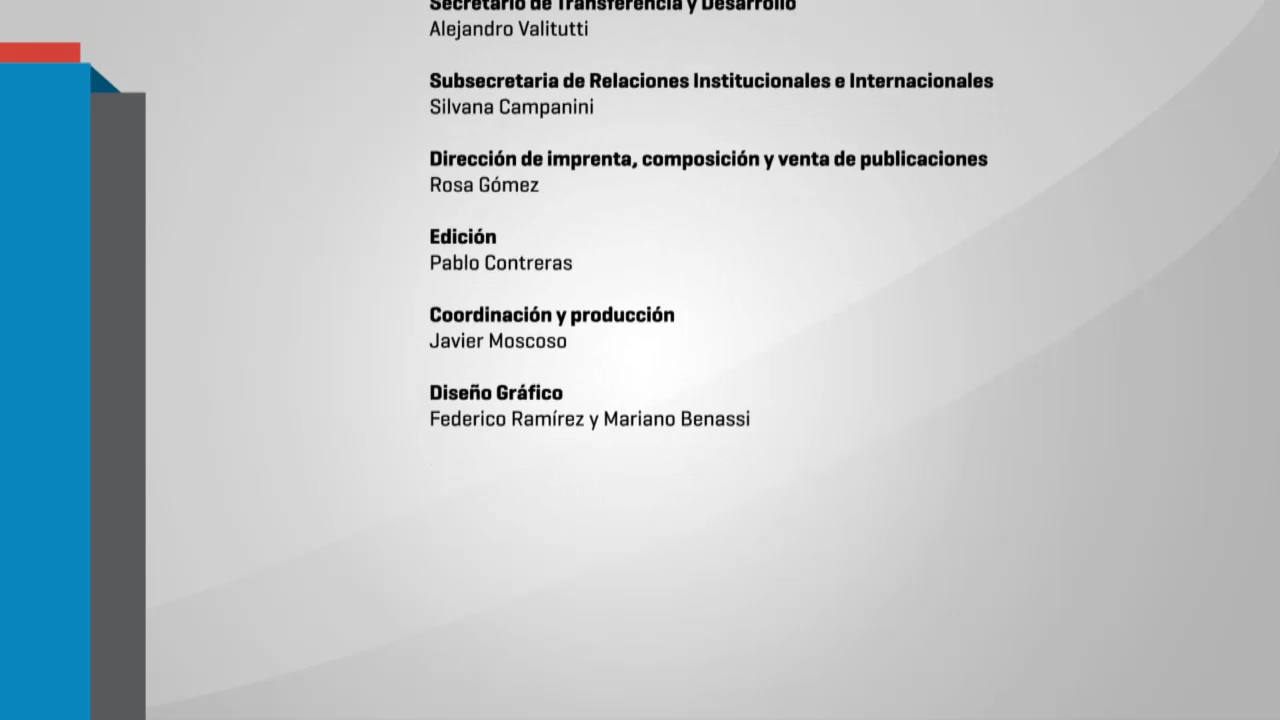 Secretario de Transferencia y Desarrollo
Alejandro Valitutti
Subsecretaria de Relaciones Institucionales e Internacionales
Silvana Campanini
Dirección de imprenta, composición y venta de publicaciones
Rosa Gómez
Edición
Pablo Contreras
Coordinación y producción
Javier Moscoso
Diseño Gráfico
Federico Ramírez y Mariano Benassi